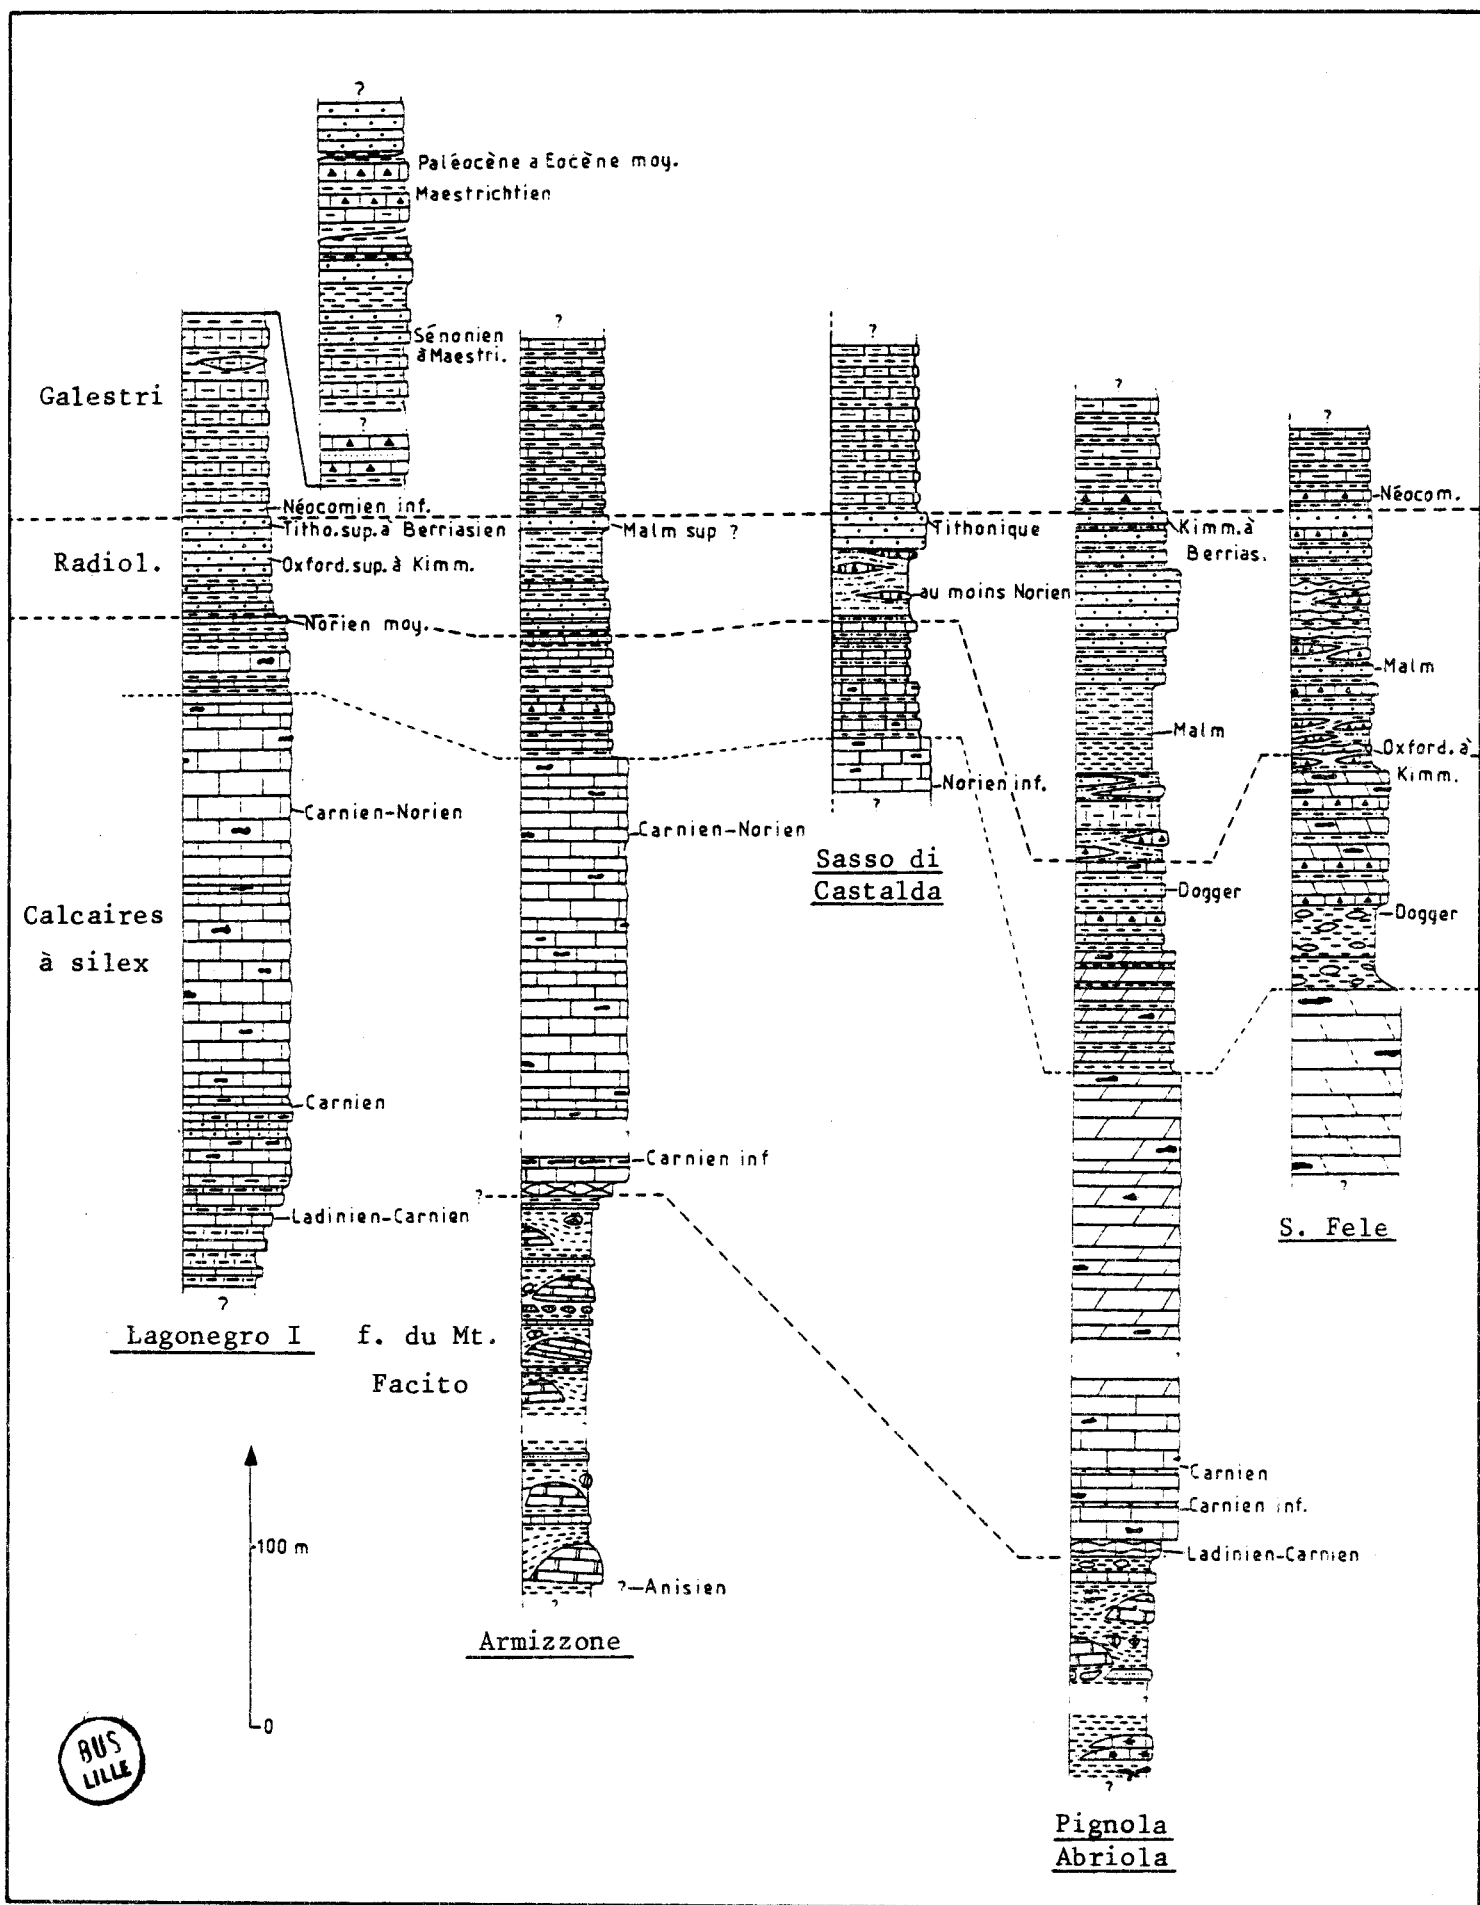 ?
Paléocène a Eocène moy.
Maestrichtien
Sénonien
à Maestri.
Galestri
Néocomien inf.
Titho.sup.à Berriasien
Radiol.
Oxford.sup.à Kimm.
Norien moy.
Carnien-Norien
Calcaires
à silex
Carnien
Ladinien-Carnien
?
Lagonegro I
f. du Mt.
Facito
100 m
0
BUS
LILLE
?
Malm sup ?
Carnien-Norien
Carnien inf
?
?-Anisien
?
Armizzone
?
Tithonique
au moins Norien
Norien inf.
?
Sasso di
Castalda
?
Kimm.à
Berrias.
Malm
Dogger
Carnien
Carnien inf.
Ladinien-Carnien
?
Pignola
Abriola
?
Néocom.
Malm
Oxford.à
Kimm.
Dogger
?
S. Fele